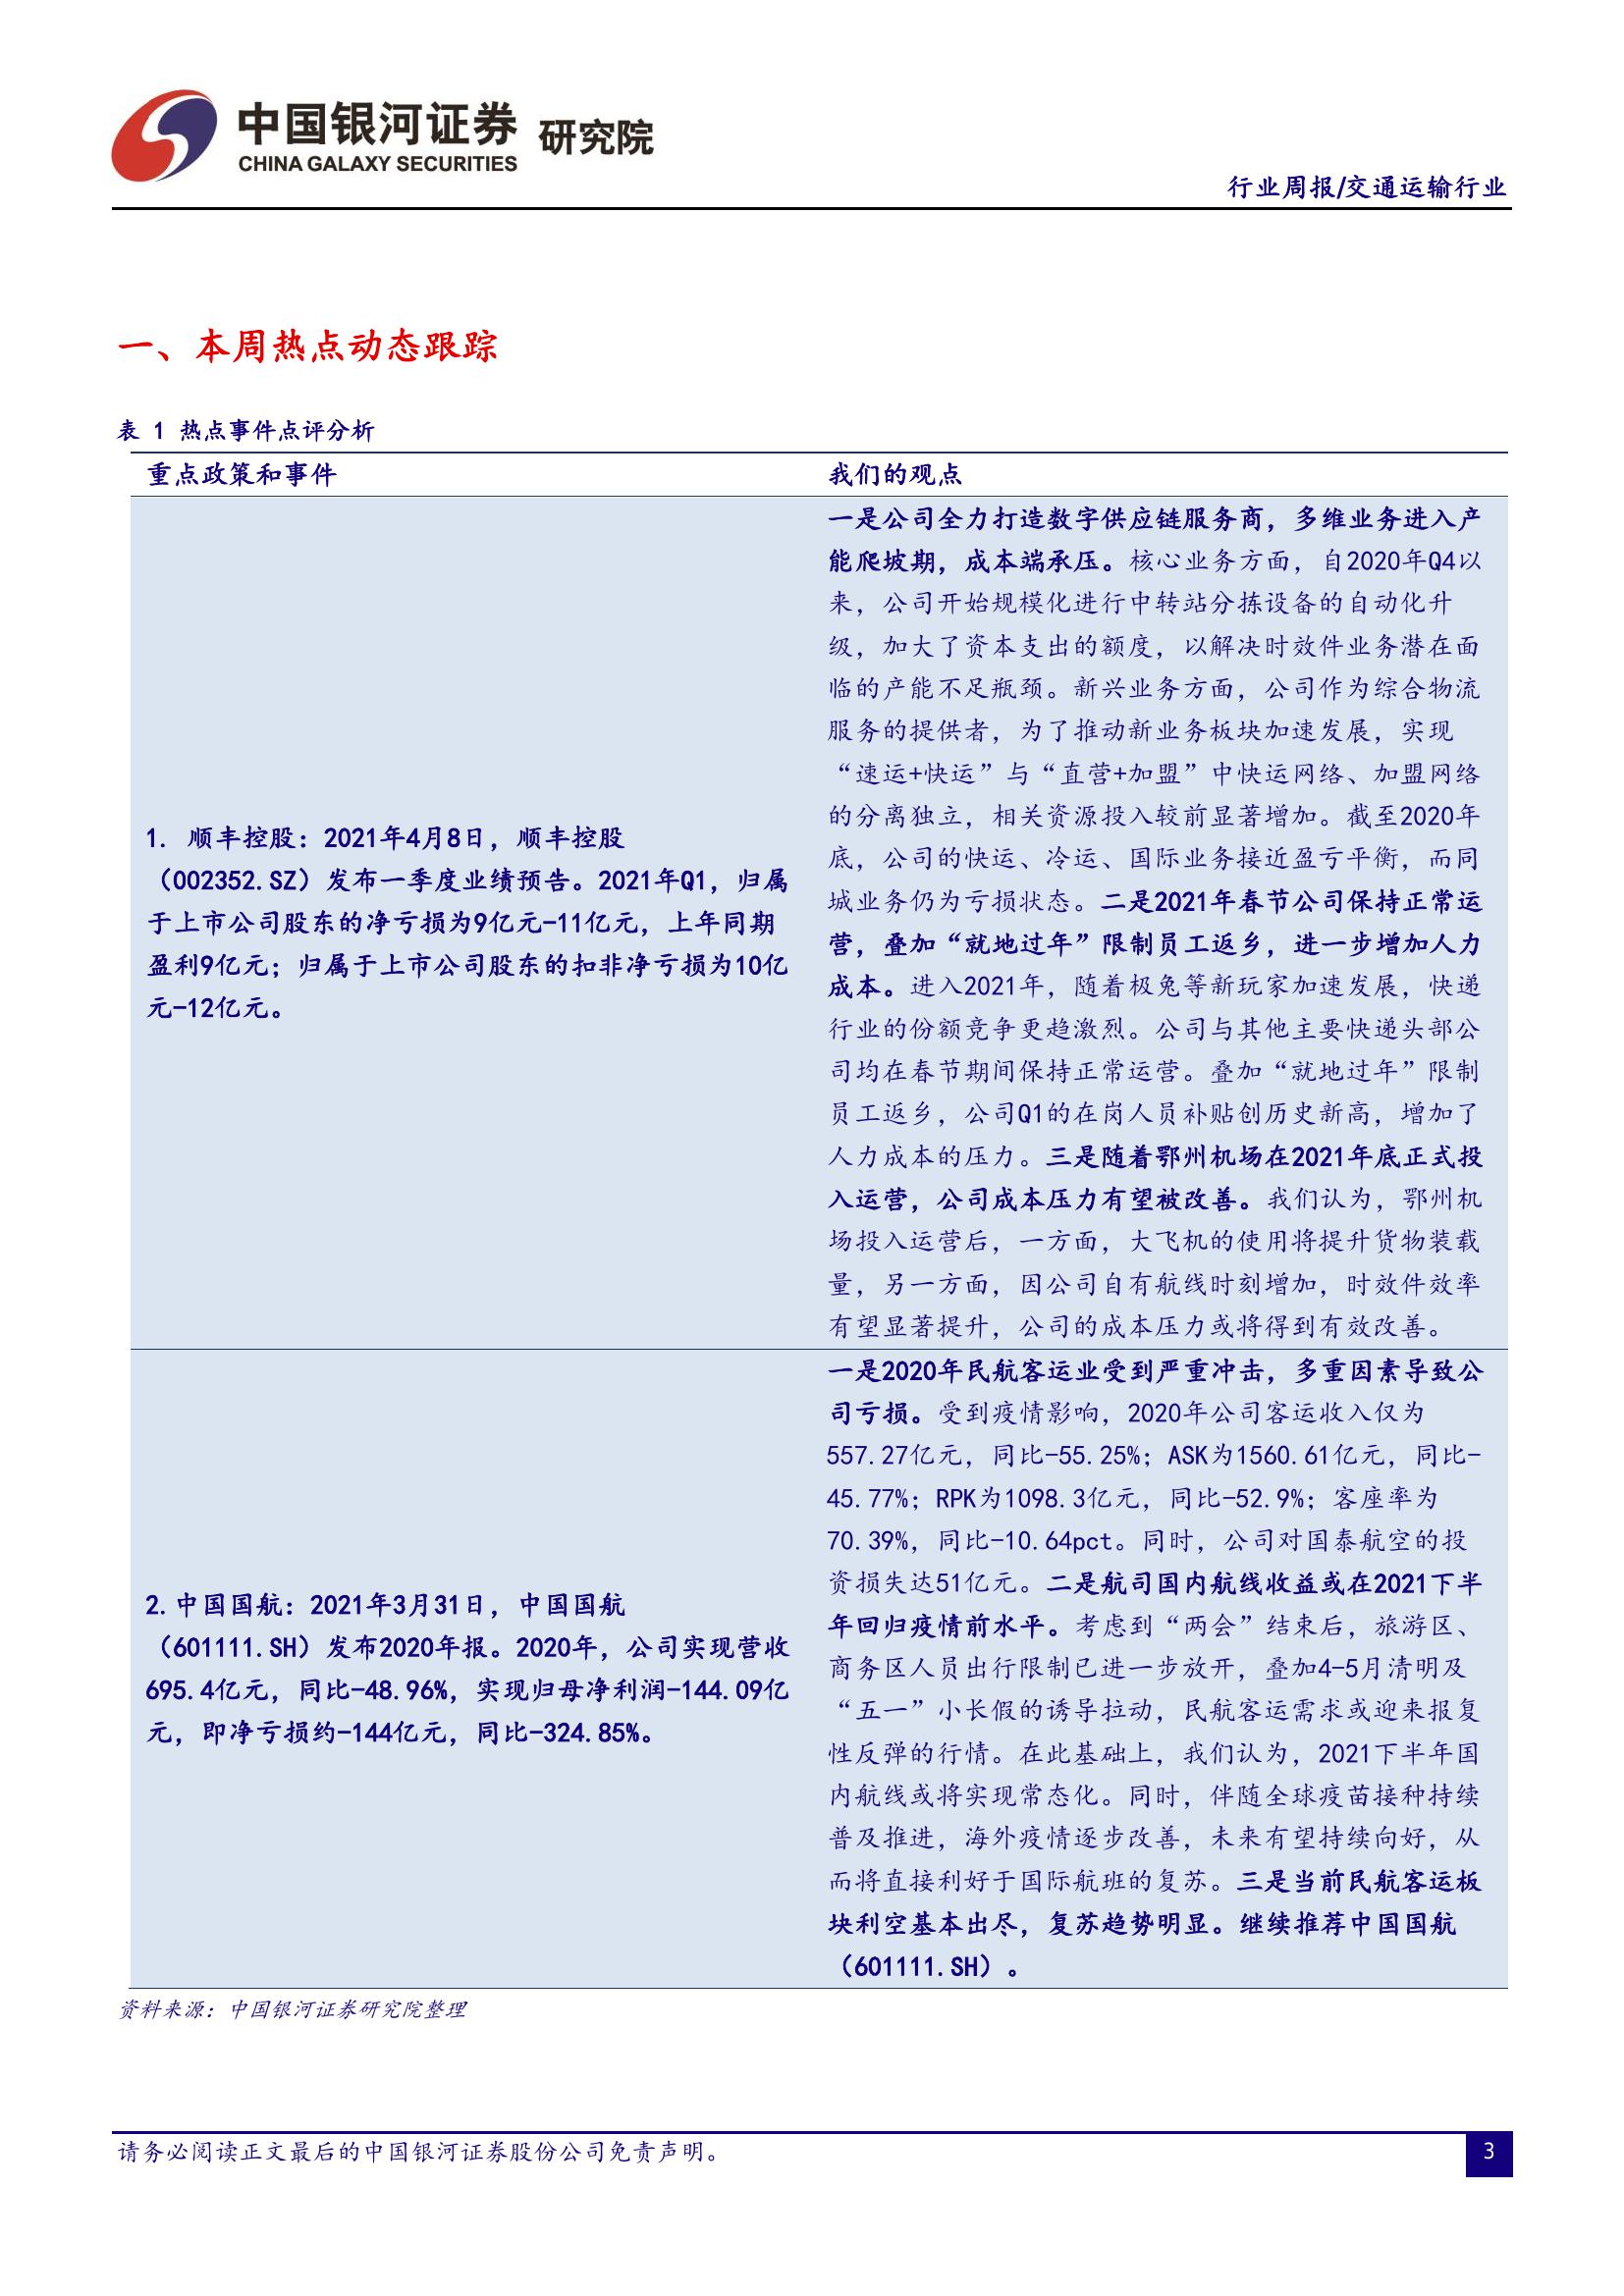 中国银河证券 研究院
CHINA GALAXY SECURITIES
行业周报/交通运输行业
一、本周热点动态跟踪
表 1 热点事件点评分析
重点政策和事件
我们的观点
1. 顺丰控股：2021年4月8日，顺丰控股
（002352.SZ）发布一季度业绩预告。2021年Q1，归属
于上市公司股东的净亏损为9亿元-11亿元，上年同期
盈利9亿元；归属于上市公司股东的扣非净亏损为10亿
元-12亿元。
一是公司全力打造数字供应链服务商，多维业务进入产
能爬坡期，成本端承压。核心业务方面，自2020年Q4以
来，公司开始规模化进行中转站分拣设备的自动化升
级，加大了资本支出的额度，以解决时效件业务潜在面
临的产能不足瓶颈。新兴业务方面，公司作为综合物流
服务的提供者，为了推动新业务板块加速发展，实现
“速运+快运”与“直营+加盟”中快运网络、加盟网络
的分离独立，相关资源投入较前显著增加。截至2020年
底，公司的快运、冷运、国际业务接近盈亏平衡，而同
城业务仍为亏损状态。二是2021年春节公司保持正常运
营，叠加“就地过年”限制员工返乡，进一步增加人力
成本。进入2021年，随着极兔等新玩家加速发展，快递
行业的份额竞争更趋激烈。公司与其他主要快递头部公
司均在春节期间保持正常运营。叠加“就地过年”限制
员工返乡，公司Q1的在岗人员补贴创历史新高，增加了
人力成本的压力。三是随着鄂州机场在2021年底正式投
入运营，公司成本压力有望被改善。我们认为，鄂州机
场投入运营后，一方面，大飞机的使用将提升货物装载
量，另一方面，因公司自有航线时刻增加，时效件效率
有望显著提升，公司的成本压力或将得到有效改善。
2.中国国航：2021年3月31日，中国国航
（601111.SH）发布2020年报。2020年，公司实现营收
695.4亿元，同比-48.96%，实现归母净利润-144.09亿
元，即净亏损约-144亿元，同比-324.85%。
一是2020年民航客运业受到严重冲击，多重因素导致公
司亏损。受到疫情影响，2020年公司客运收入仅为
557.27亿元，同比-55.25%；ASK为1560.61亿元，同比-
45.77%；RPK为1098.3亿元，同比-52.9%；客座率为
70.39%，同比-10.64pct。同时，公司对国泰航空的投
资损失达51亿元。二是航司国内航线收益或在2021下半
年回归疫情前水平。考虑到“两会”结束后，旅游区、
商务区人员出行限制已进一步放开，叠加4-5月清明及
“五一”小长假的诱导拉动，民航客运需求或迎来报复
性反弹的行情。在此基础上，我们认为，2021下半年国
内航线或将实现常态化。同时，伴随全球疫苗接种持续
普及推进，海外疫情逐步改善，未来有望持续向好，从
而将直接利好于国际航班的复苏。三是当前民航客运板
块利空基本出尽，复苏趋势明显。继续推荐中国国航
（601111.SH）。
资料来源：中国银河证券研究院整理
请务必阅读正文最后的中国银河证券股份公司免责声明。
3